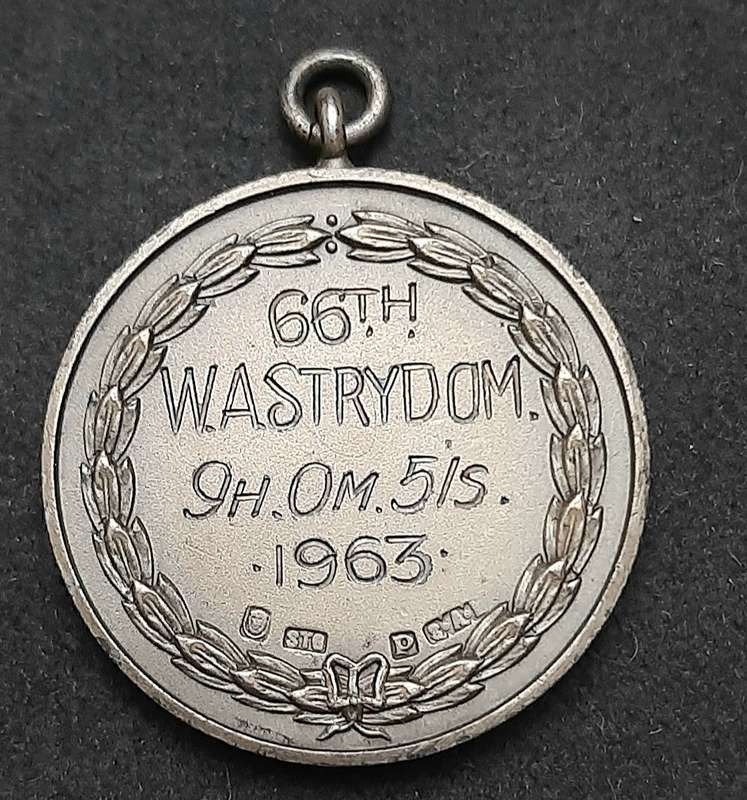 66TH
W.A STRYDOM.
9H.0M.51S.
·1963·
STG D